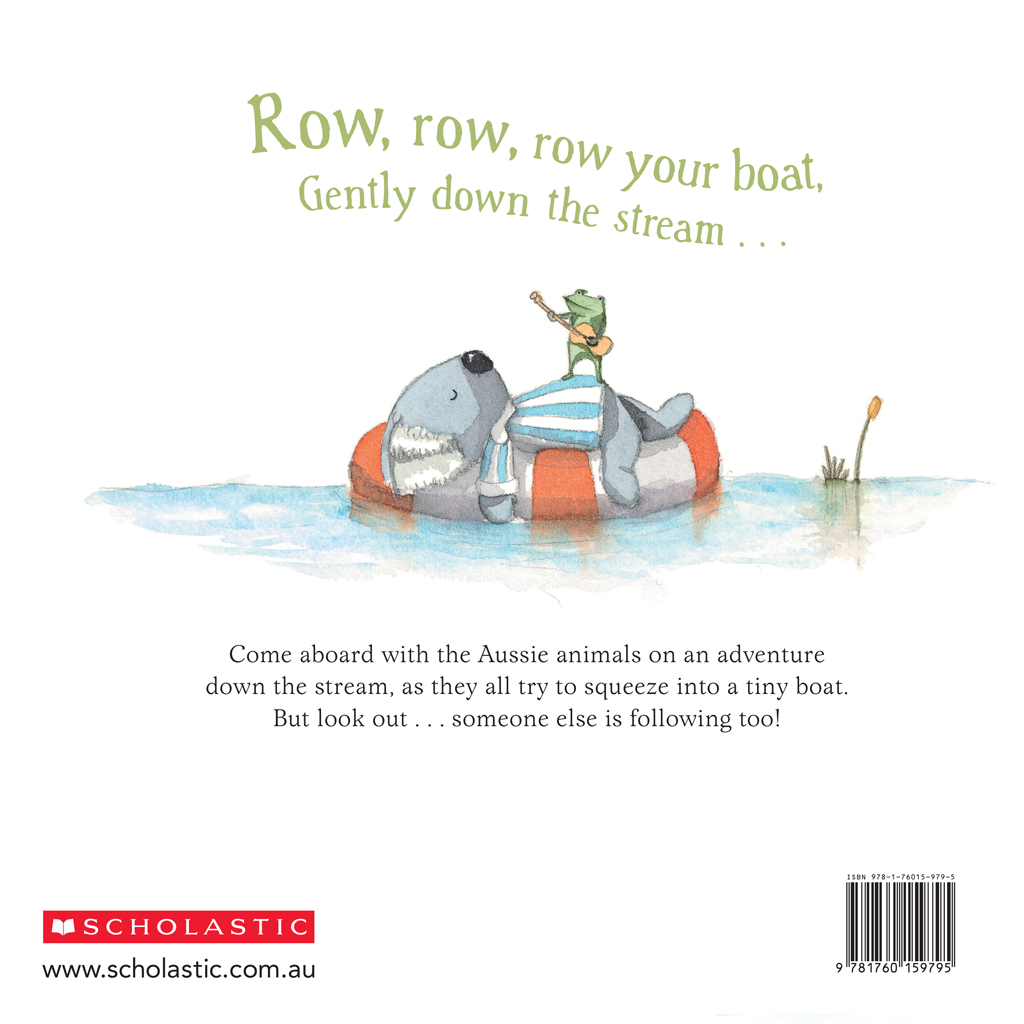 Row, row, row your boat,
Gently down the stream . . .
Come aboard with the Aussie animals on an adventure
down the stream, as they all try to squeeze into a tiny boat.
But look out . . . someone else is following too!
ISBN 978-1-76015-979-5
SCHOLASTIC
www.scholastic.com.au
9 781760 159795